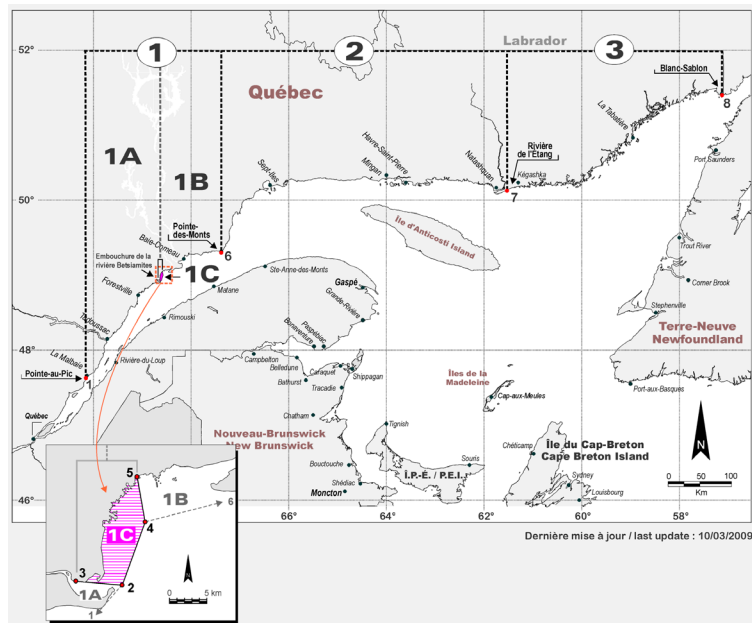 52°
1
2
3
Labrador
Blanc-Sablon
8
Québec
La Tabatière
1A
Rivière
de l'Étang
Port Saunders
Havre-Saint-Pierre
Mingan
Natashquan
Kégashka
Sept-Îles
1B
50°
7
Pointe-
des-Monts
6
Île d'Anticosti Island
Baie-Comeau
Trout River
Embouchure de la
rivière Betsiamites
1C
Ste-Anne-des-Monts
Matane
Gaspé
Grande-Rivière
Corner Brook
Forestville
Rimouski
Stephenville
Tadoussac
Paspébiac
Bonaventure
Terre-Neuve
Newfoundland
48°
La Malbaie
Rivière-du-Loup
Pointe-au-Pic
1
Campbelton
Belledune
Caraquet
Shippagan
Bathurst
Tracadie
Îles de la
Madeleine
Port-aux-Basques
Cap-aux-Meules
Québec
Chatham
Tignish
Nouveau-Brunswick
New Brunswick
Île du Cap-Breton
Cape Breton Island
Chéticamp
N
Bouctouche
Souris
Î.P.-É. / P.E.I.
Sydney
Shédiac
Moncton
Louisbourg
0 50 100
Km
46°
66°
64°
62°
60°
58°
Dernière mise à jour / last update : 10/03/2009
5
1B
6
1C
4
3
2
1A
1
0 5 km